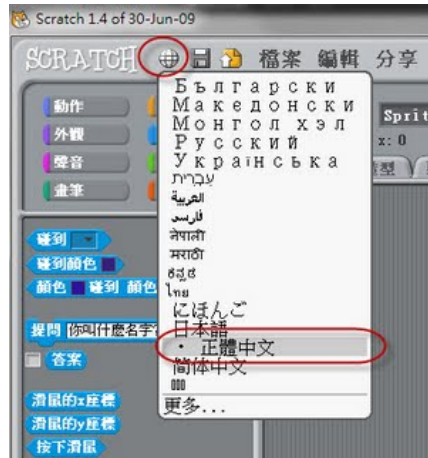 Scratch 1.4 of 30-Jun-09
SCRATCH 檔案 編輯 分享
動作
外觀
聲音
畫筆
Български
Македонски
Монгол хэл
Русский
Українська
עברית
العربية
فارسی
नेपाली
मराठी
ಕನ್ನಡ
ไทย
にほんご
日本語
・ 正體中文
简体中文
更多...
Sprit
x: 0
型
碰到
碰到顏色
顏色 碰到 顏色
提問 你叫什麼名字?
答案
滑鼠的x座標
滑鼠的y座標
按下滑鼠